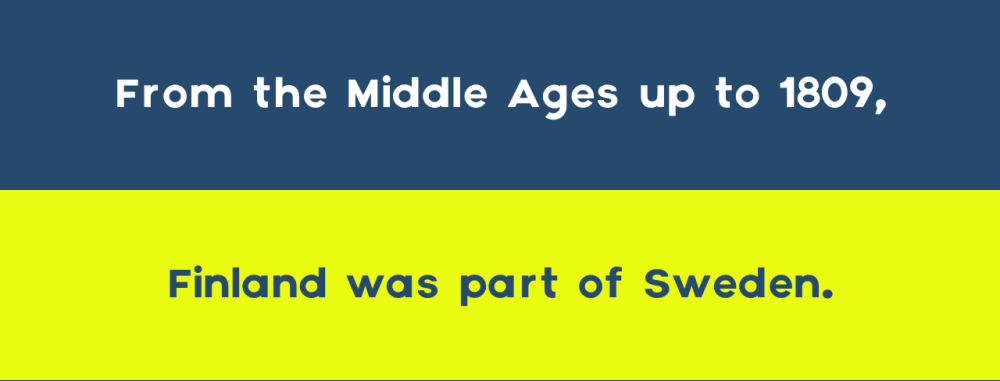 From the Middle Ages up to 1809,
Finland was part of Sweden.